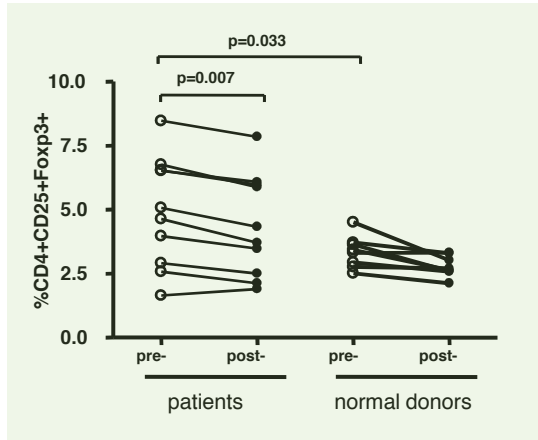 p=0.033
p=0.007
%CD4+CD25+Foxp3+
10.0
7.5
5.0
2.5
0.0
pre- post- pre- post-
patients normal donors